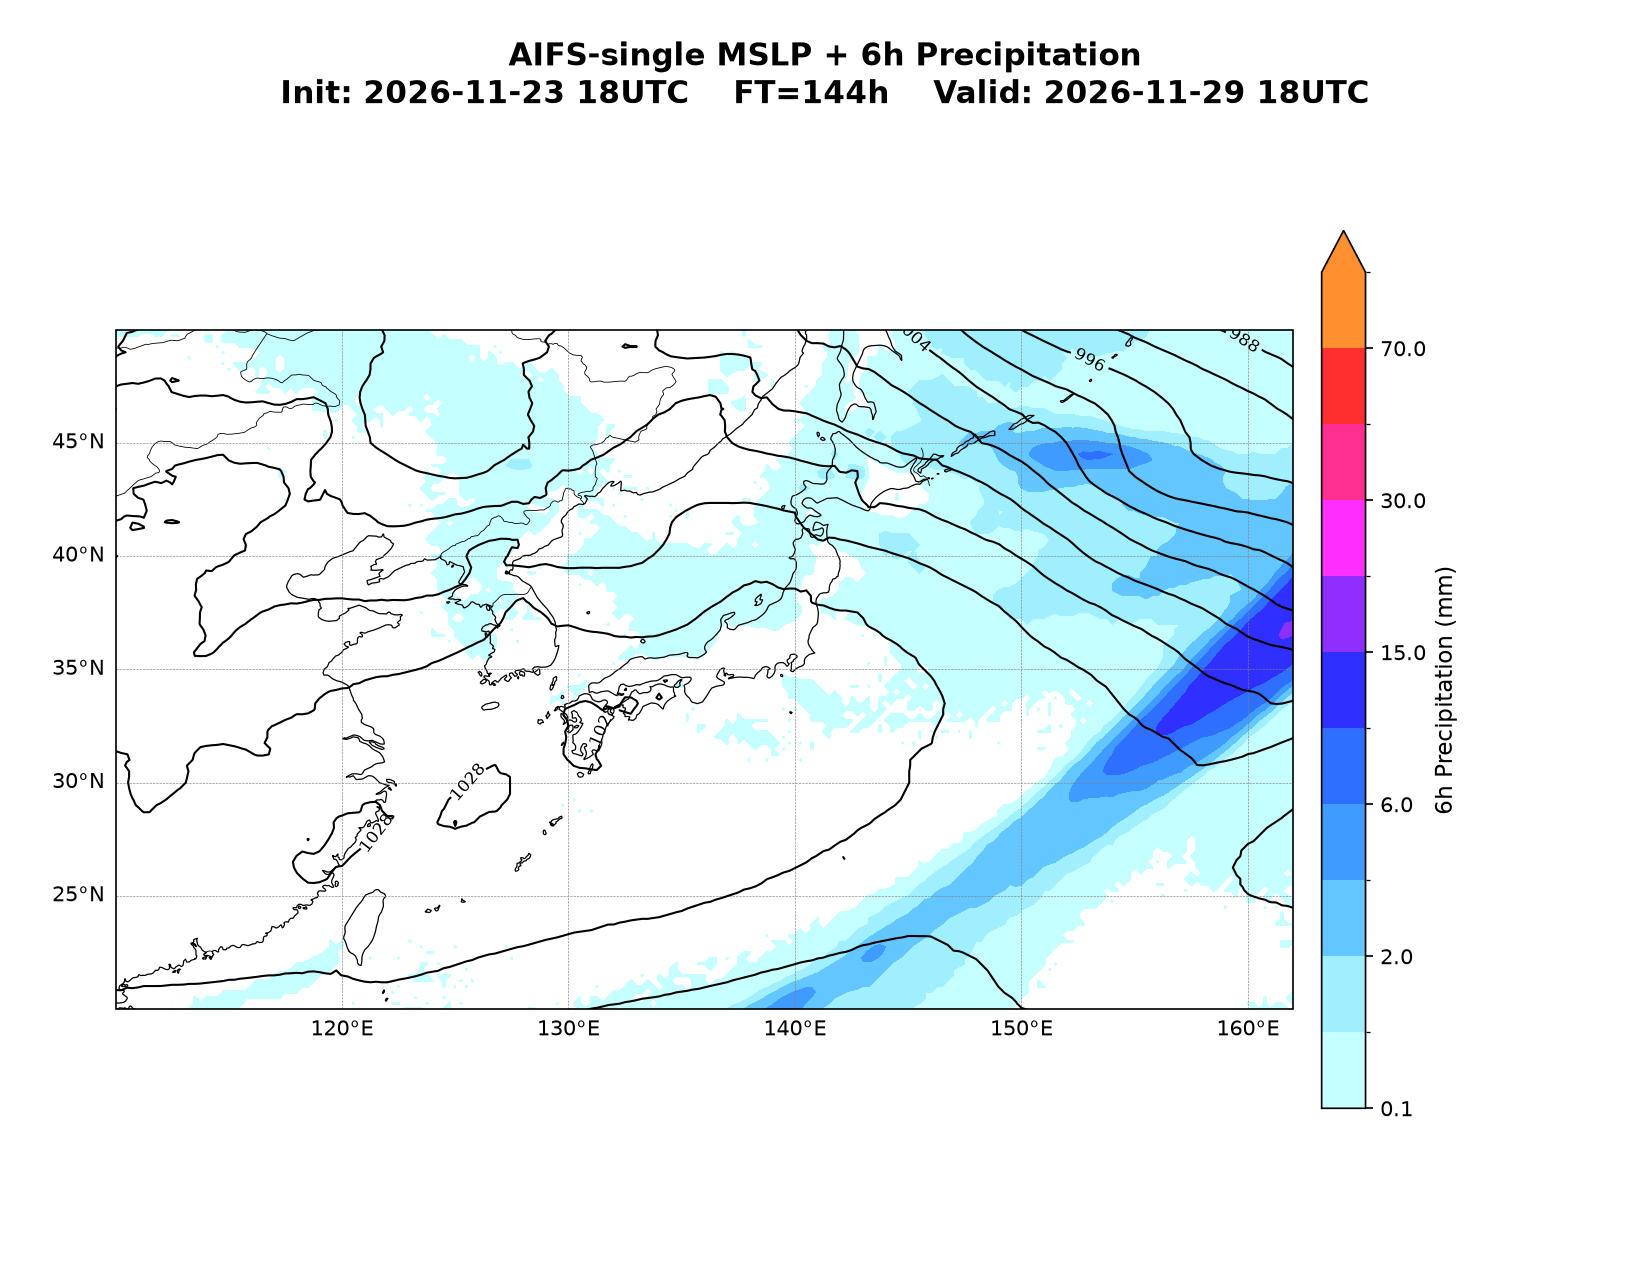 AIFS-single MSLP + 6h Precipitation
Init: 2026-11-23 18UTC    FT=144h    Valid: 2026-11-29 18UTC
004
996
988
1028
1028
45°N
40°N
35°N
30°N
25°N
120°E
130°E
140°E
150°E
160°E
70.0
30.0
15.0
6.0
2.0
0.1
6h Precipitation (mm)